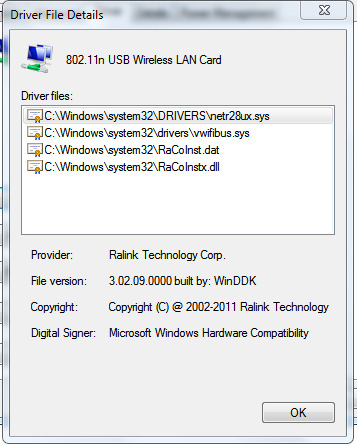 Driver File Details
802.11n USB Wireless LAN Card
Driver files:
C:\Windows\system32\DRIVERS\netr28ux.sys
C:\Windows\system32\drivers\vwifibus.sys
C:\Windows\system32\RaCoInst.dat
C:\Windows\system32\RaCoInstx.dll
Provider: Ralink Technology Corp.
File version: 3.02.09.0000 built by: WinDDK
Copyright: Copyright (C) @ 2002-2011 Ralink Technology
Digital Signer: Microsoft Windows Hardware Compatibility
OK